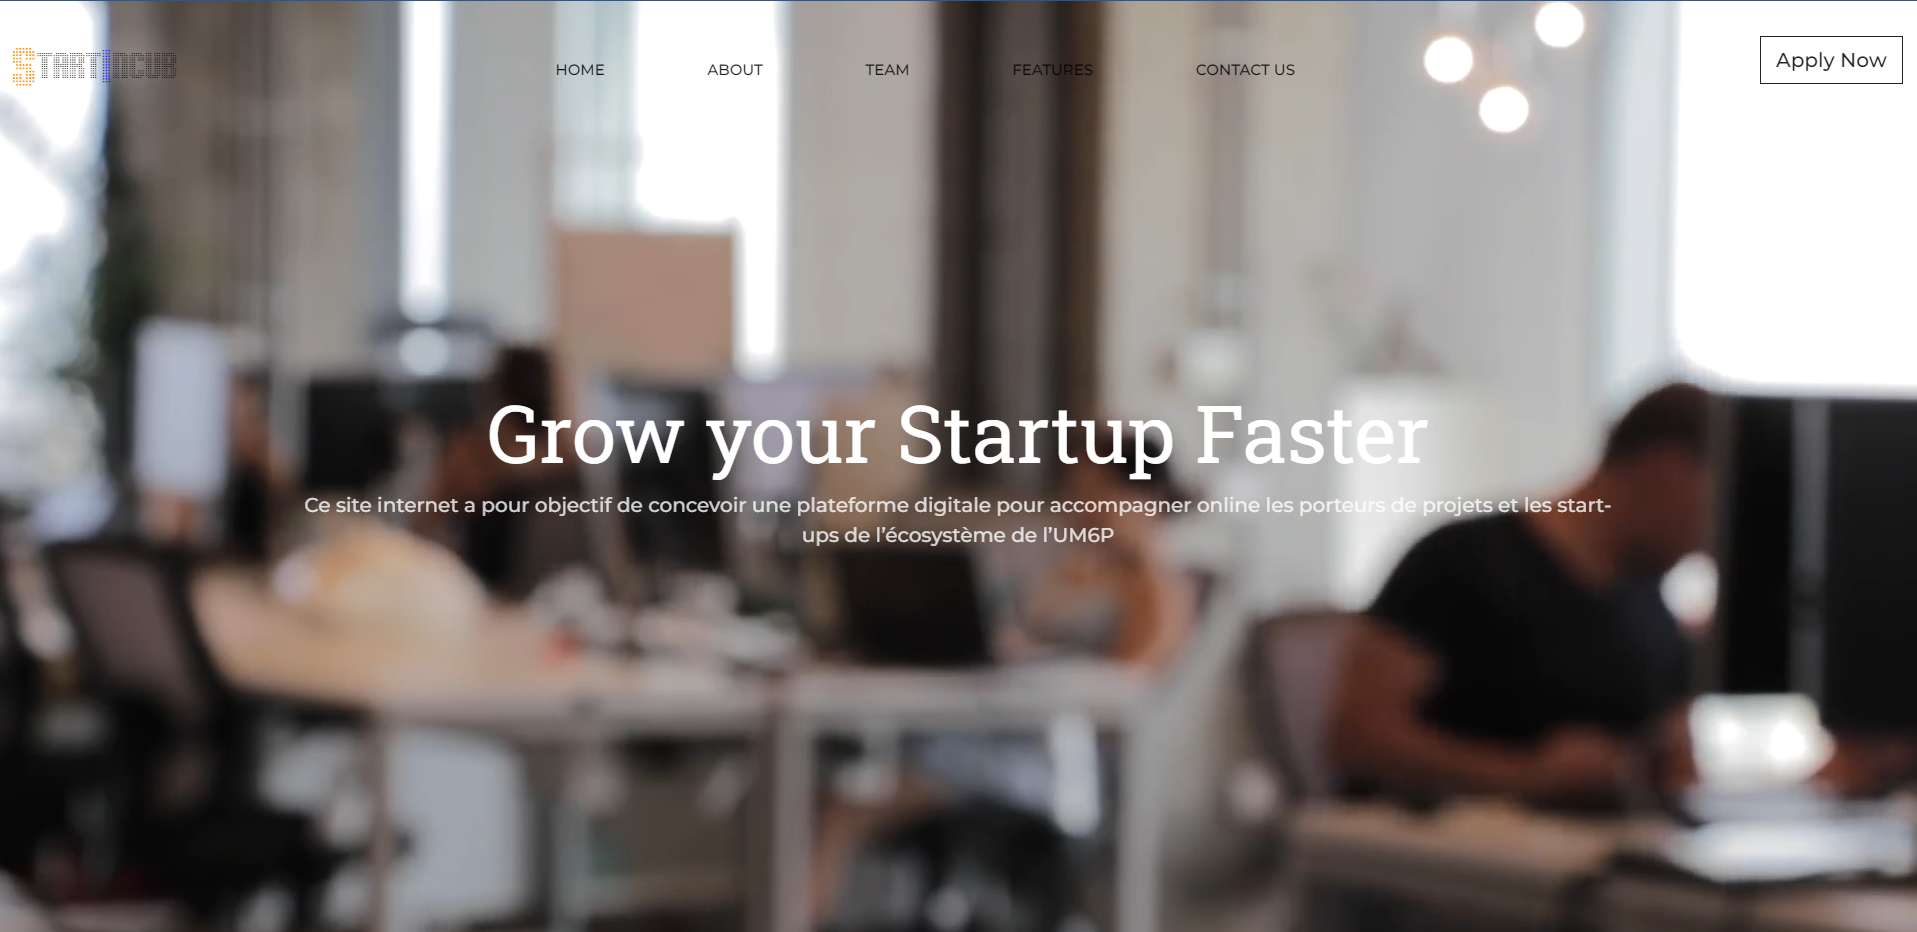 StartIncub
HOME
ABOUT
TEAM
FEATURES
CONTACT US
Apply Now
Grow your Startup Faster
Ce site internet a pour objectif de concevoir une plateforme digitale pour accompagner online les porteurs de projets et les start-
ups de l’écosystème de l’UM6P